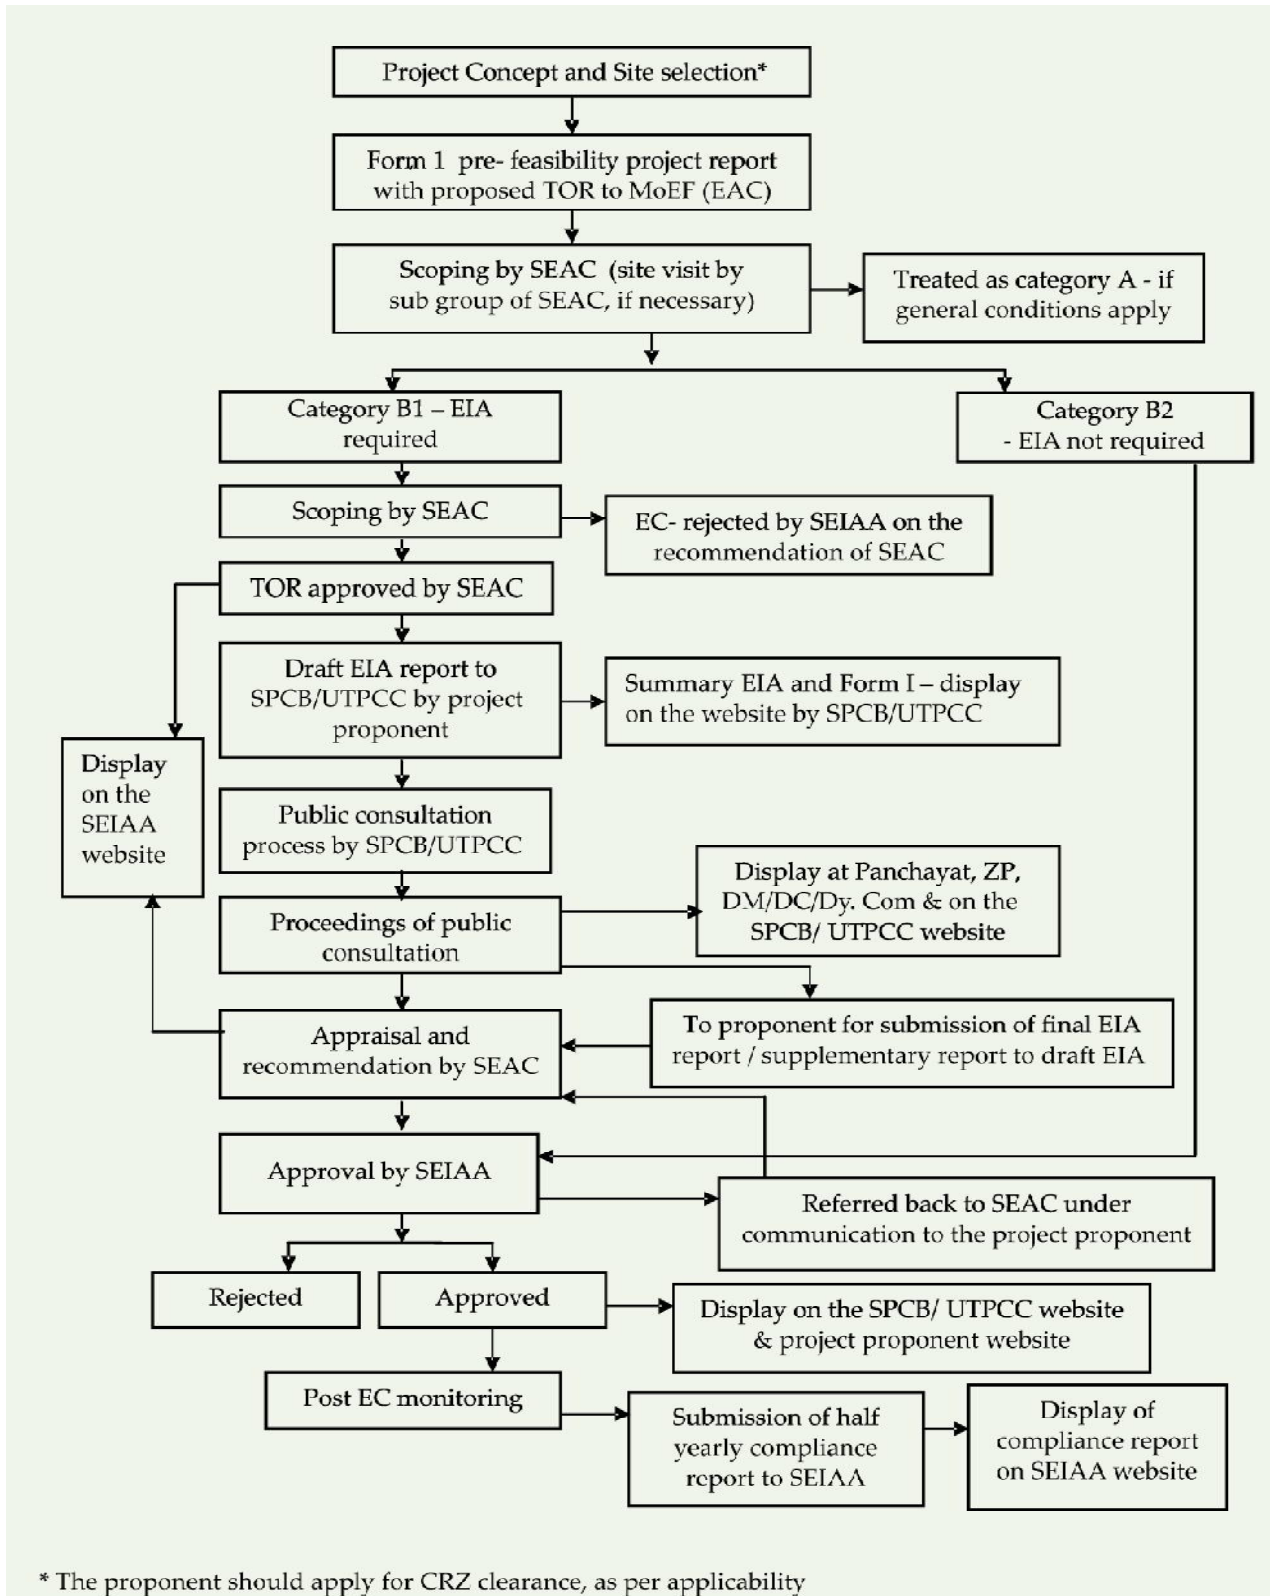 Project Concept and Site selection*
Form 1 pre- feasibility project report
with proposed TOR to MoEF (EAC)
Scoping by SEAC (site visit by
sub group of SEAC, if necessary)
Treated as category A - if
general conditions apply
Category B1 – EIA
required
Category B2
- EIA not required
Scoping by SEAC
EC- rejected by SEIAA on the
recommendation of SEAC
TOR approved by SEAC
Draft EIA report to
SPCB/UTPCC by project
proponent
Summary EIA and Form I – display
on the website by SPCB/UTPCC
Display
on the
SEIAA
website
Public consultation
process by SPCB/UTPCC
Display at Panchayat, ZP,
DM/DC/Dy. Com & on the
SPCB/ UTPCC website
Proceedings of public
consultation
To proponent for submission of final EIA
report / supplementary report to draft EIA
Appraisal and
recommendation by SEAC
Approval by SEIAA
Referred back to SEAC under
communication to the project proponent
Rejected
Approved
Display on the SPCB/ UTPCC website
& project proponent website
Post EC monitoring
Submission of half
yearly compliance
report to SEIAA
Display of
compliance report
on SEIAA website
* The proponent should apply for CRZ clearance, as per applicability